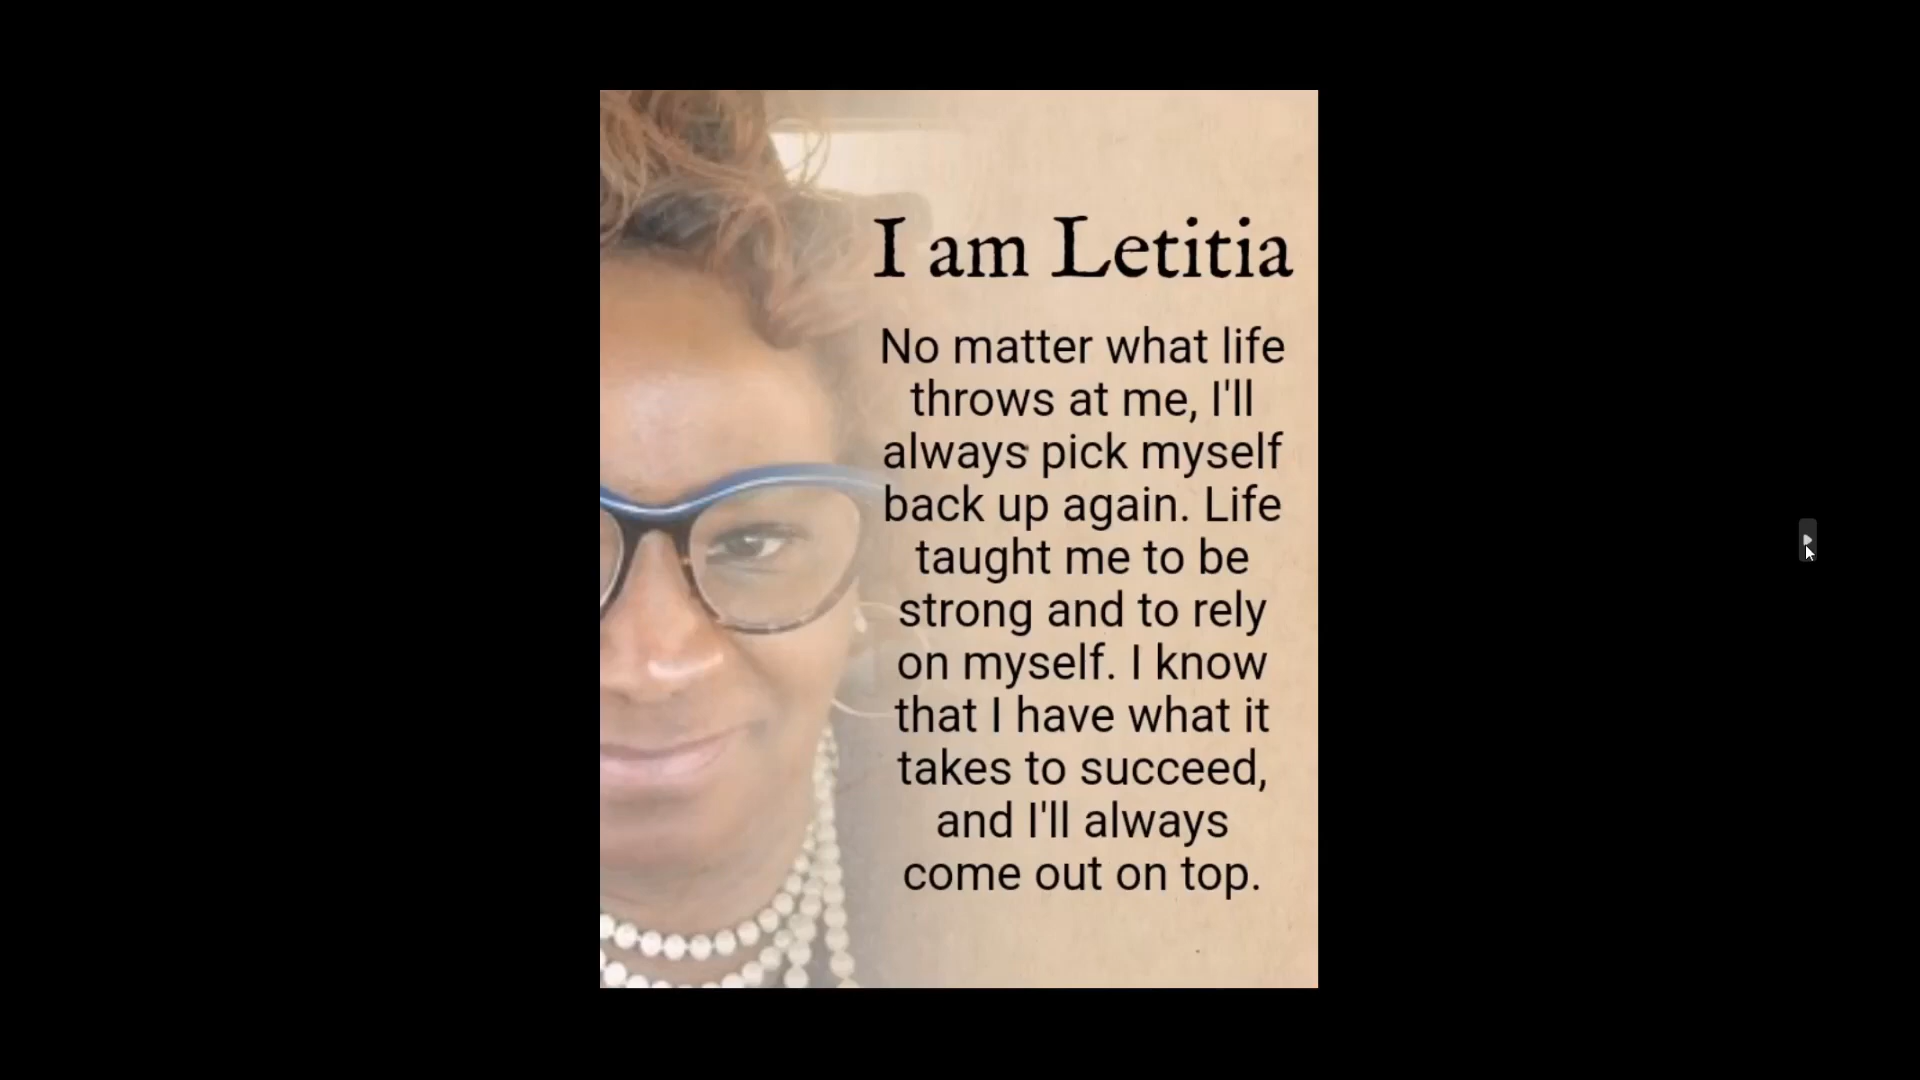 I am Letitia
No matter what life
throws at me, I'll
always pick myself
back up again. Life
taught me to be
strong and to rely
on myself. I know
that I have what it
takes to succeed,
and I'll always
come out on top.